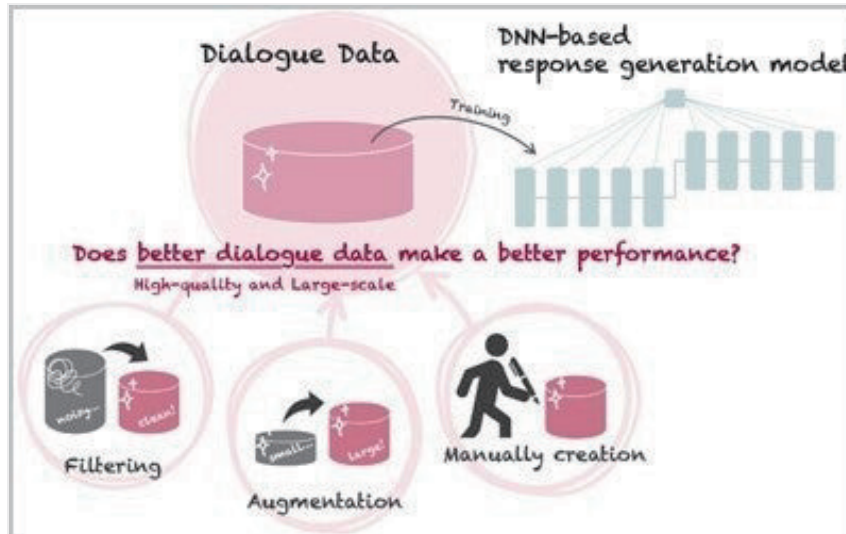 Dialogue Data
DNN-based
response generation model
Training
Does better dialogue data make a better performance?
High-quality and Large-scale
noisy...
clean!
Filtering
small...
large!
Augmentation
Manually creation